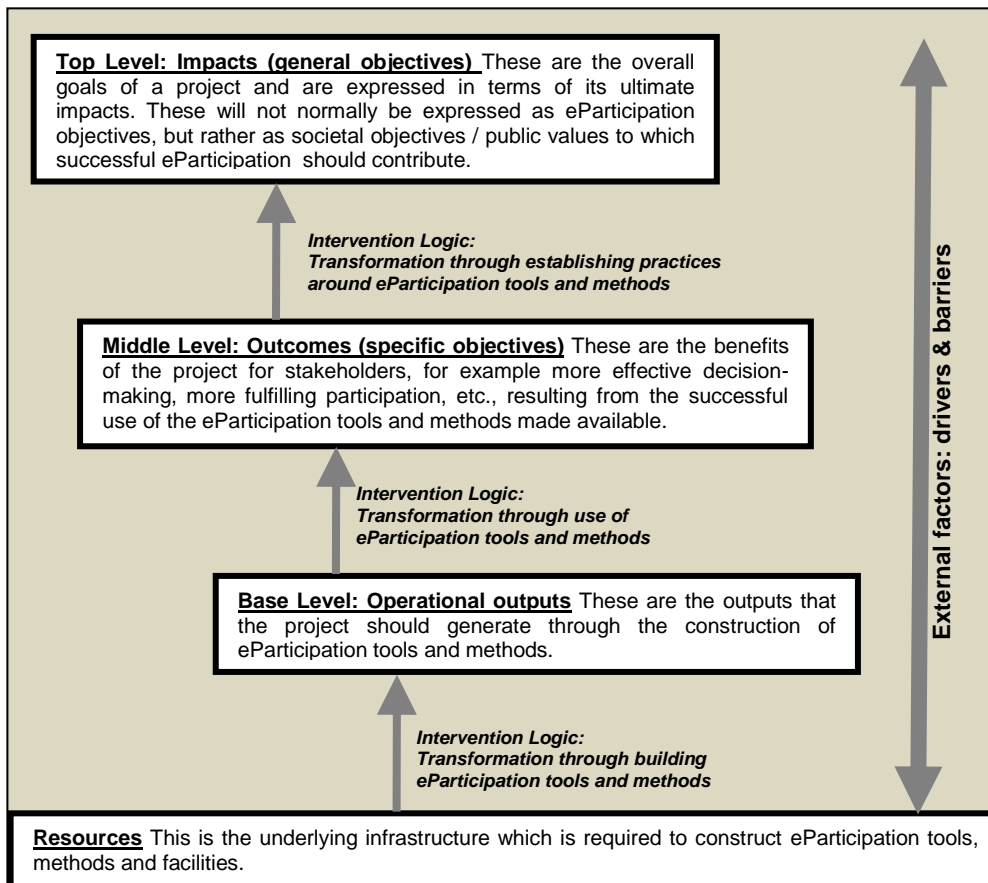 Top Level: Impacts (general objectives) These are the overall
goals of a project and are expressed in terms of its ultimate
impacts. These will not normally be expressed as eParticipation
objectives, but rather as societal objectives / public values to which
successful eParticipation should contribute.
Intervention Logic:
Transformation through establishing practices
around eParticipation tools and methods
Middle Level: Outcomes (specific objectives) These are the benefits
of the project for stakeholders, for example more effective decision-
making, more fulfilling participation, etc., resulting from the successful
use of the eParticipation tools and methods made available.
Intervention Logic:
Transformation through use of
eParticipation tools and methods
Base Level: Operational outputs These are the outputs that
the project should generate through the construction of
eParticipation tools and methods.
Intervention Logic:
Transformation through building
eParticipation tools and methods
Resources This is the underlying infrastructure which is required to construct eParticipation tools,
methods and facilities.
External factors: drivers & barriers